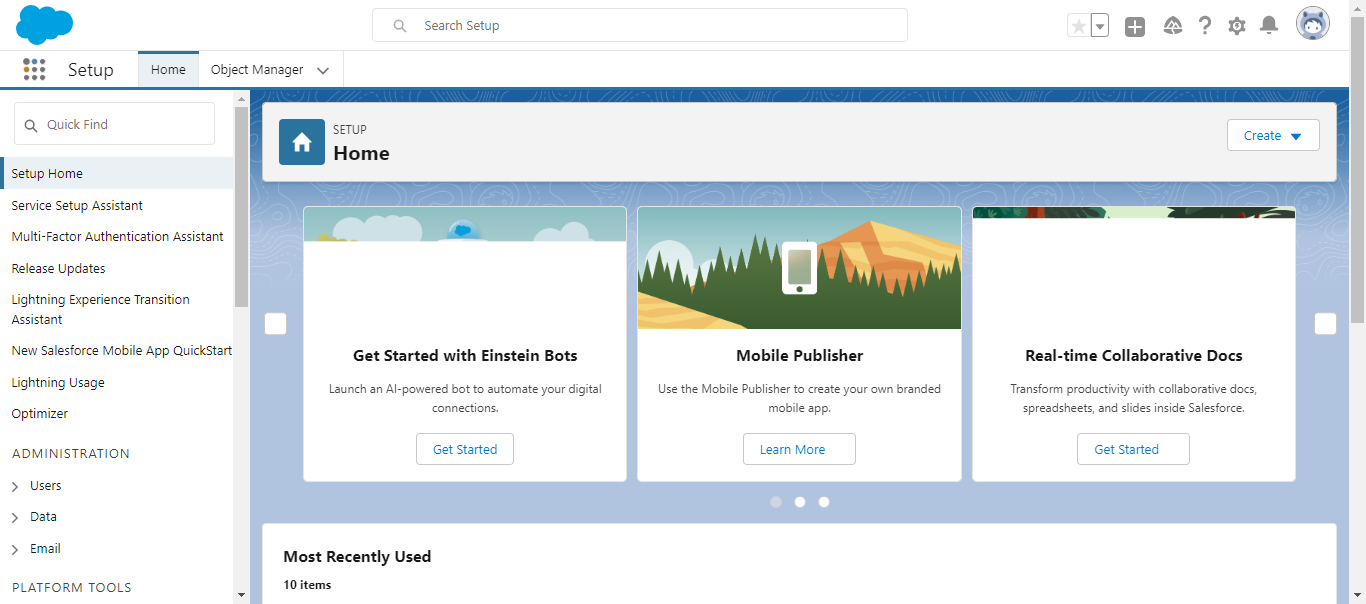 Search Setup
Setup
Home
Object Manager
Quick Find
Setup Home
Service Setup Assistant
Multi-Factor Authentication Assistant
Release Updates
Lightning Experience Transition
Assistant
New Salesforce Mobile App QuickStart
Lightning Usage
Optimizer
ADMINISTRATION
Users
Data
Email
PLATFORM TOOLS
SETUP
Home
Create
Get Started with Einstein Bots
Launch an AI-powered bot to automate your digital
connections.
Get Started
Mobile Publisher
Use the Mobile Publisher to create your own branded
mobile app.
Learn More
Real-time Collaborative Docs
Transform productivity with collaborative docs,
spreadsheets, and slides inside Salesforce.
Get Started
Most Recently Used
10 items